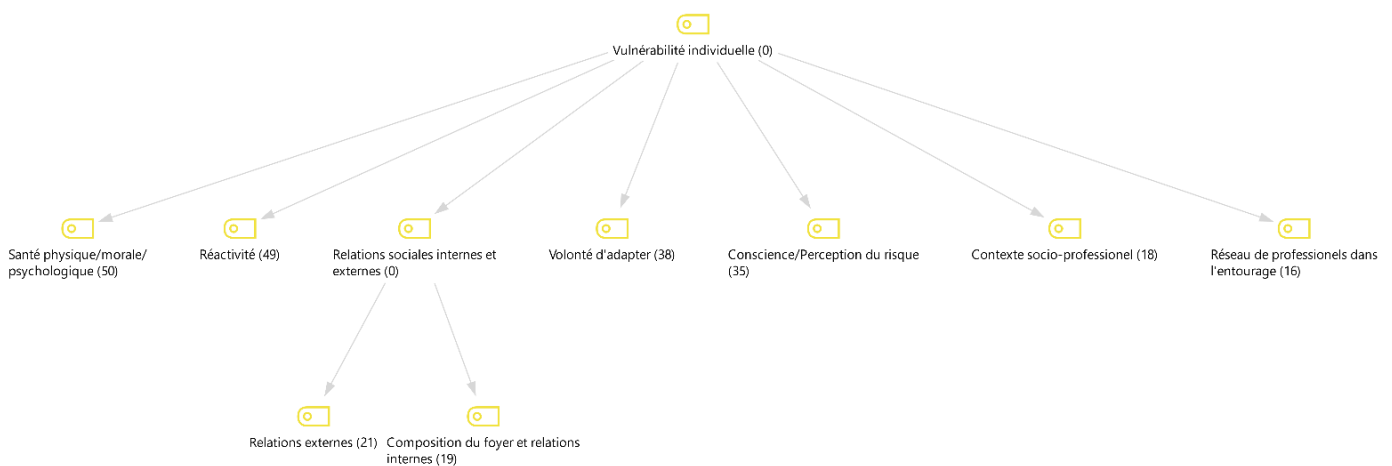 Vulnérabilité individuelle (0)
Santé physique/morale/
psychologique (50)
Réactivité (49)
Relations sociales internes et
externes (0)
Volonté d'adapter (38)
Conscience/Perception du risque
(35)
Contexte socio-professionel (18)
Réseau de professionels dans
l'entourage (16)
Relations externes (21)
Composition du foyer et relations
internes (19)